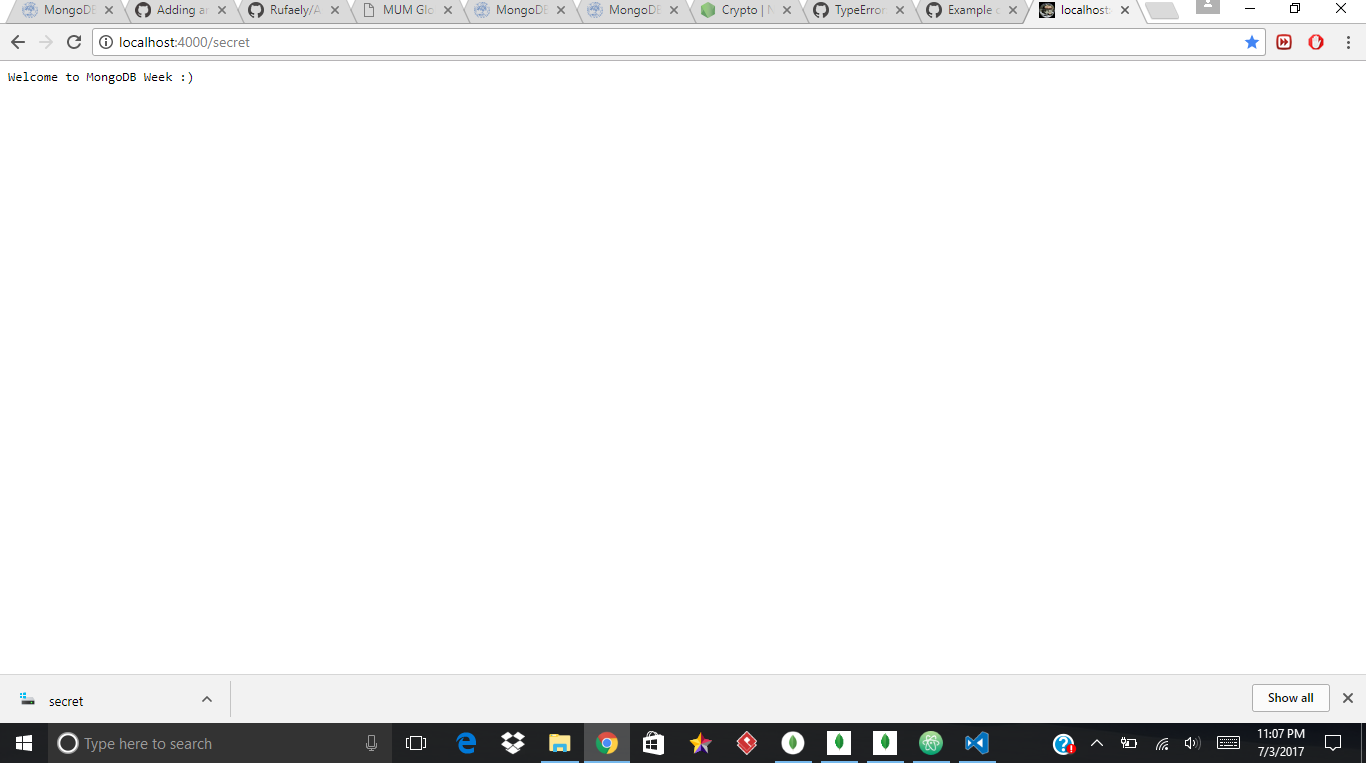 MongoDB
Adding a
Rufaely/A
MUM Glo
MongoDB
MongoDB
Crypto | N
TypeError
Example
localhost:
localhost:4000/secret
Welcome to MongoDB Week :)
secret
Show all
Type here to search
11:07 PM
7/3/2017